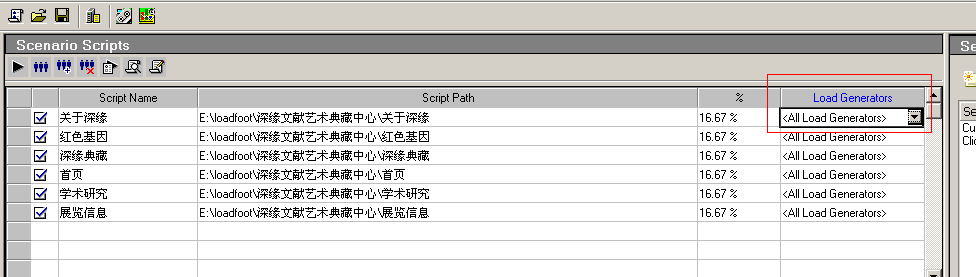 Scenario Scripts
Se
Script Name Script Path % Load Generators
关于深缘 E:\loadfoot\深缘文献艺术典藏中心\关于深缘 16.67 % <All Load Generators>
红色基因 E:\loadfoot\深缘文献艺术典藏中心\红色基因 16.67 % <All Load Generators>
深缘典藏 E:\loadfoot\深缘文献艺术典藏中心\深缘典藏 16.67 % <All Load Generators>
首页 E:\loadfoot\深缘文献艺术典藏中心\首页 16.67 % <All Load Generators>
学术研究 E:\loadfoot\深缘文献艺术典藏中心\学术研究 16.67 % <All Load Generators>
展览信息 E:\loadfoot\深缘文献艺术典藏中心\展览信息 16.67 % <All Load Generators>
Se
Cu
Clic